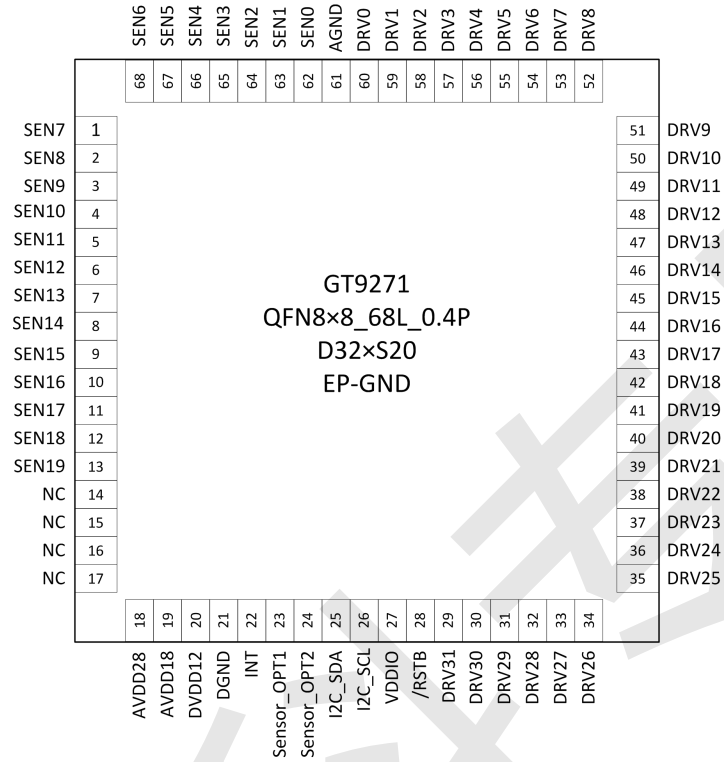 SEN6 SEN5 SEN4 SEN3 SEN2 SEN1 SEN0 AGND DRV0 DRV1 DRV2 DRV3 DRV4 DRV5 DRV6 DRV7 DRV8
68 67 66 65 64 63 62 61 60 59 58 57 56 55 54 53 52
SEN7 1 51 DRV9
SEN8 2 50 DRV10
SEN9 3 49 DRV11
SEN10 4 48 DRV12
SEN11 5 47 DRV13
SEN12 6 46 DRV14
SEN13 7 45 DRV15
SEN14 8 44 DRV16
SEN15 9 43 DRV17
SEN16 10 42 DRV18
SEN17 11 41 DRV19
SEN18 12 40 DRV20
SEN19 13 39 DRV21
NC 14 38 DRV22
NC 15 37 DRV23
NC 16 36 DRV24
NC 17 35 DRV25
GT9271
QFN8×8_68L_0.4P
D32×S20
EP-GND
18 19 20 21 22 23 24 25 26 27 28 29 30 31 32 33 34
AVDD28 AVDD18 DVDD12 DGND INT Sensor_OPT1 Sensor_OPT2 I2C_SDA I2C_SCL VDDIO /RSTB DRV31 DRV30 DRV29 DRV28 DRV27 DRV26